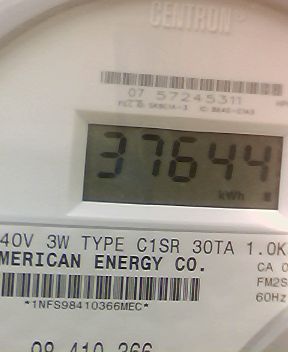 CENTRON®
07 57245311
37644
kWh
40V 3W TYPE C1SR 30TA 1.0K
MERICAN ENERGY CO.
CA 0
FM2S
60Hz
*1NFS98410366MEC*
98 410 366